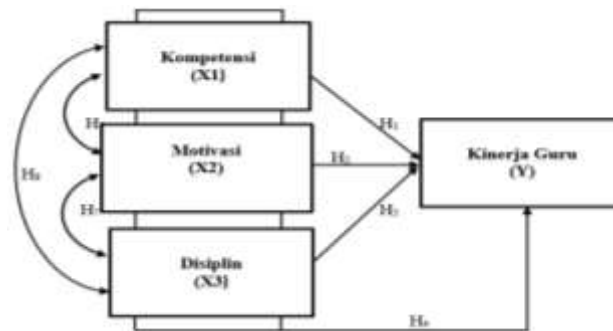 Kompetensi
(X1)
H₁
Motivasi
(X2)
H₂
Kinerja Guru
(Y)
H₃
Disiplin
(X3)